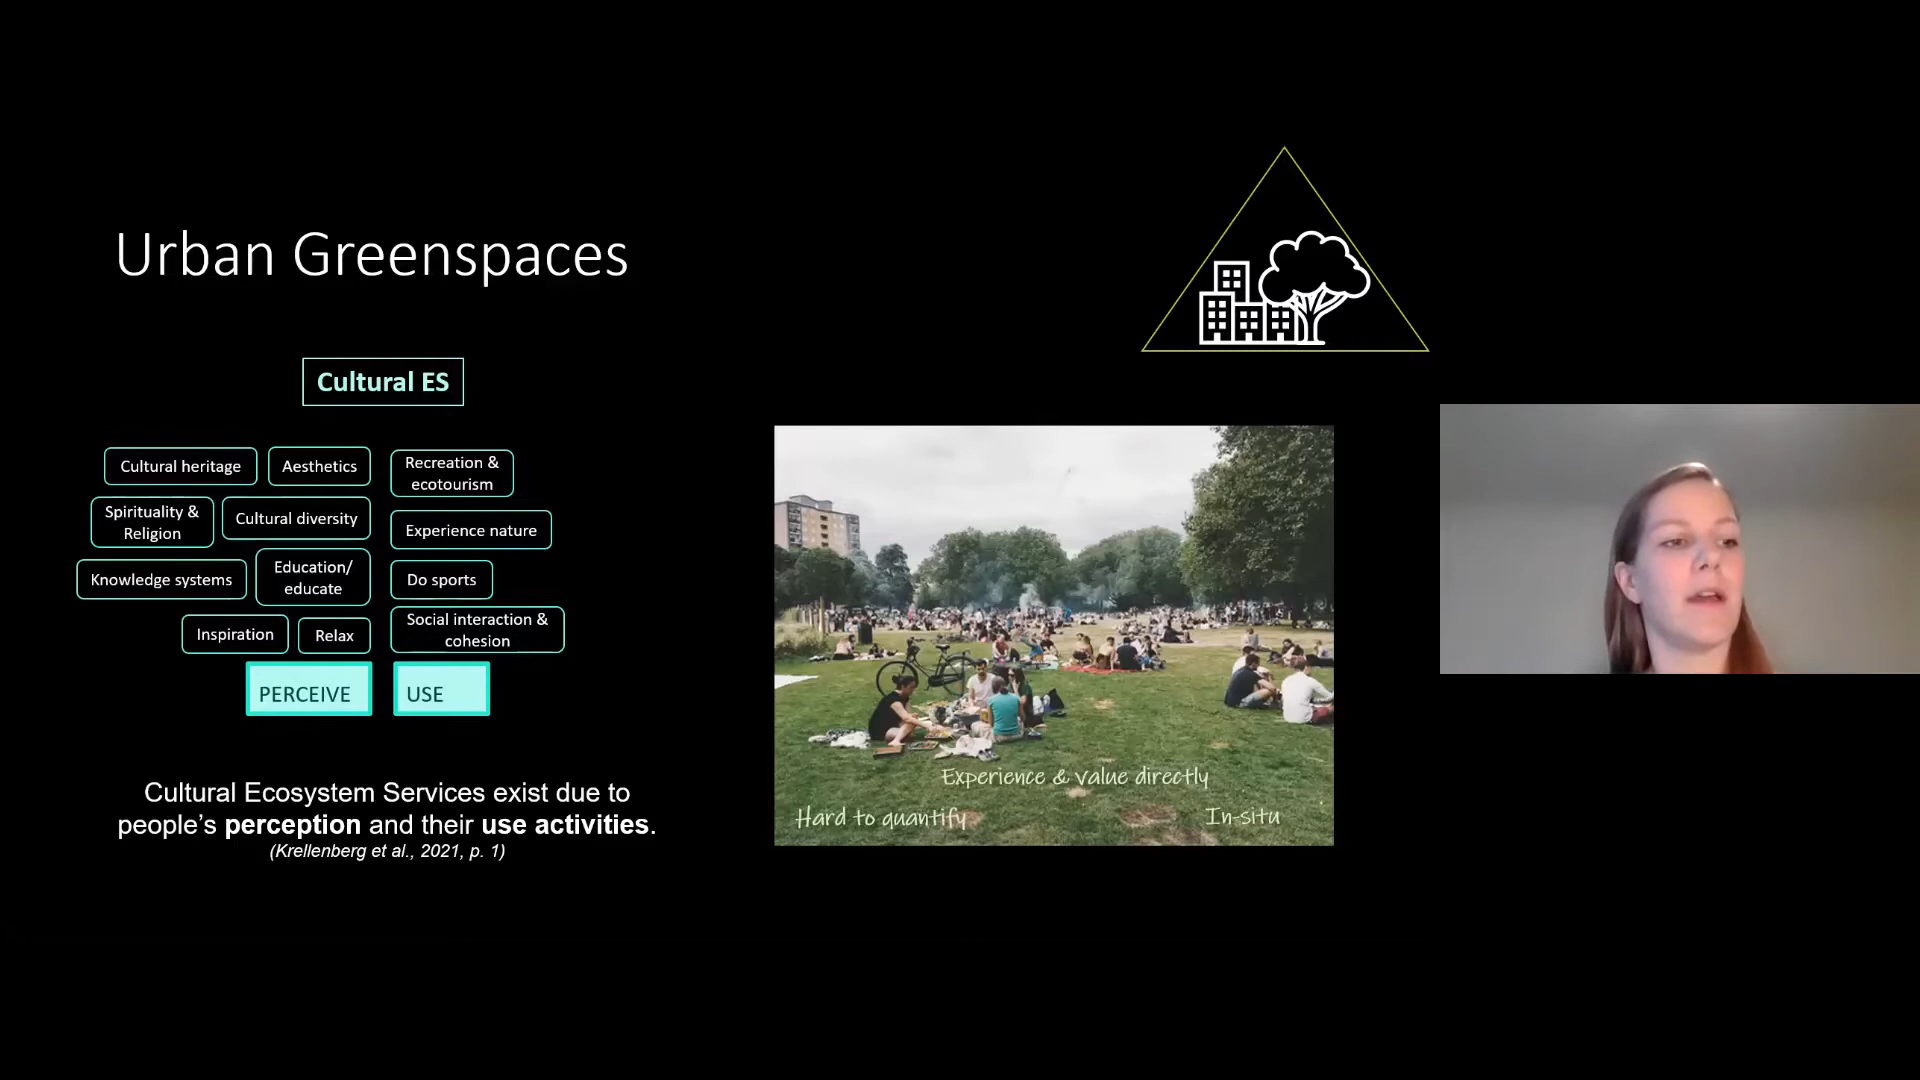 Urban Greenspaces
Cultural ES
Cultural heritage
Aesthetics
Recreation &
ecotourism
Spirituality &
Religion
Cultural diversity
Experience nature
Knowledge systems
Education/
educate
Do sports
Inspiration
Relax
Social interaction &
cohesion
PERCEIVE
USE
Cultural Ecosystem Services exist due to
people’s perception and their use activities.
(Krellenberg et al., 2021, p. 1)
Experience & value directly
Hard to quantify
In-situ